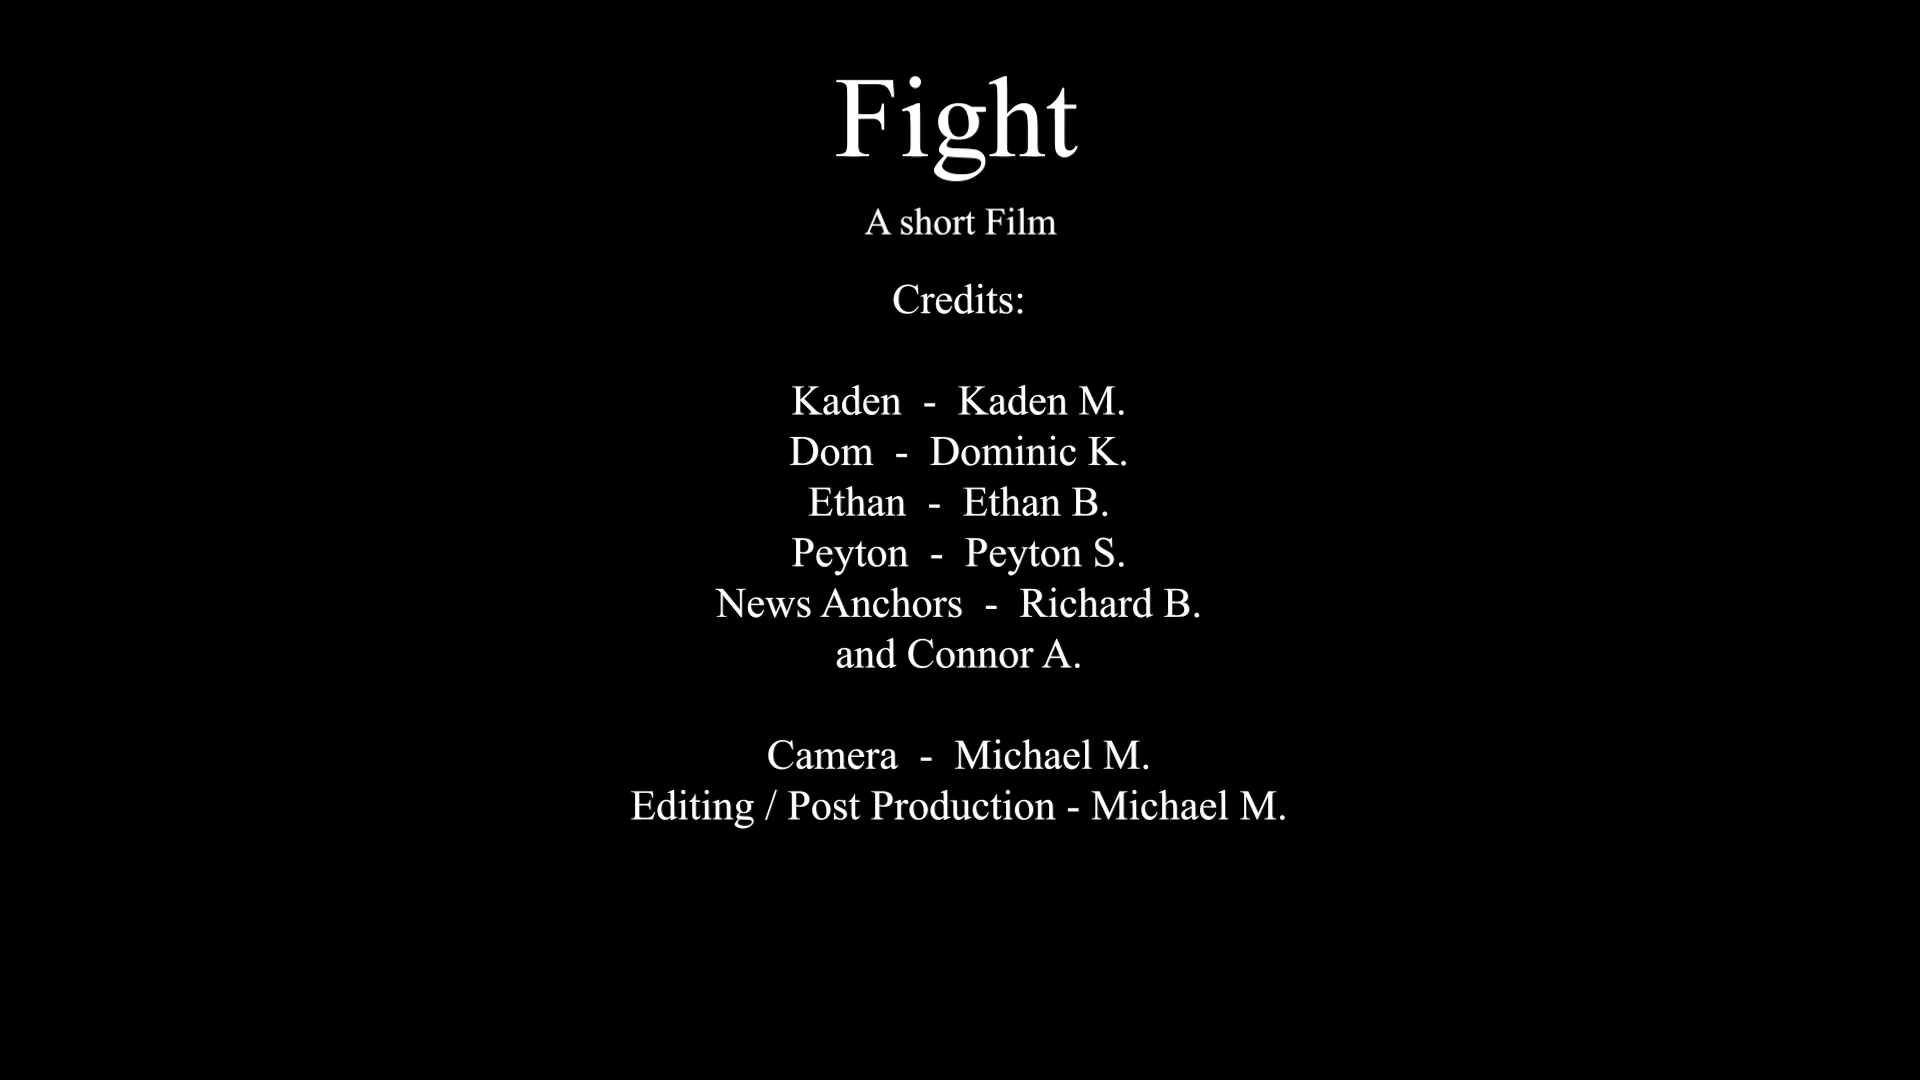 Fight
A short Film
Credits:
Kaden - Kaden M.
Dom - Dominic K.
Ethan - Ethan B.
Peyton - Peyton S.
News Anchors - Richard B.
and Connor A.
Camera - Michael M.
Editing / Post Production - Michael M.